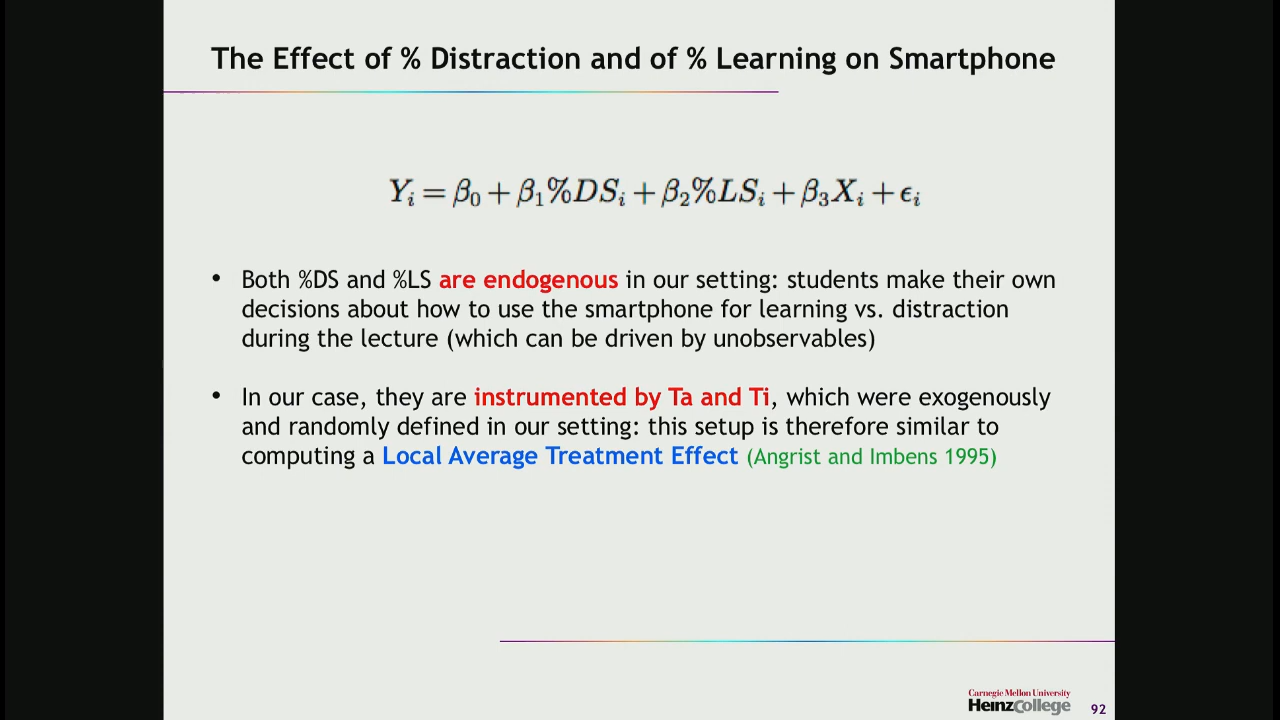 The Effect of % Distraction and of % Learning on Smartphone
Yᵢ = β₀ + β₁%DSᵢ + β₂%LSᵢ + β₃Xᵢ + ϵᵢ
• Both %DS and %LS are endogenous in our setting: students make their own
decisions about how to use the smartphone for learning vs. distraction
during the lecture (which can be driven by unobservables)
• In our case, they are instrumented by Ta and Ti, which were exogenously
and randomly defined in our setting: this setup is therefore similar to
computing a Local Average Treatment Effect (Angrist and Imbens 1995)
Carnegie Mellon University
HeinzCollege
92